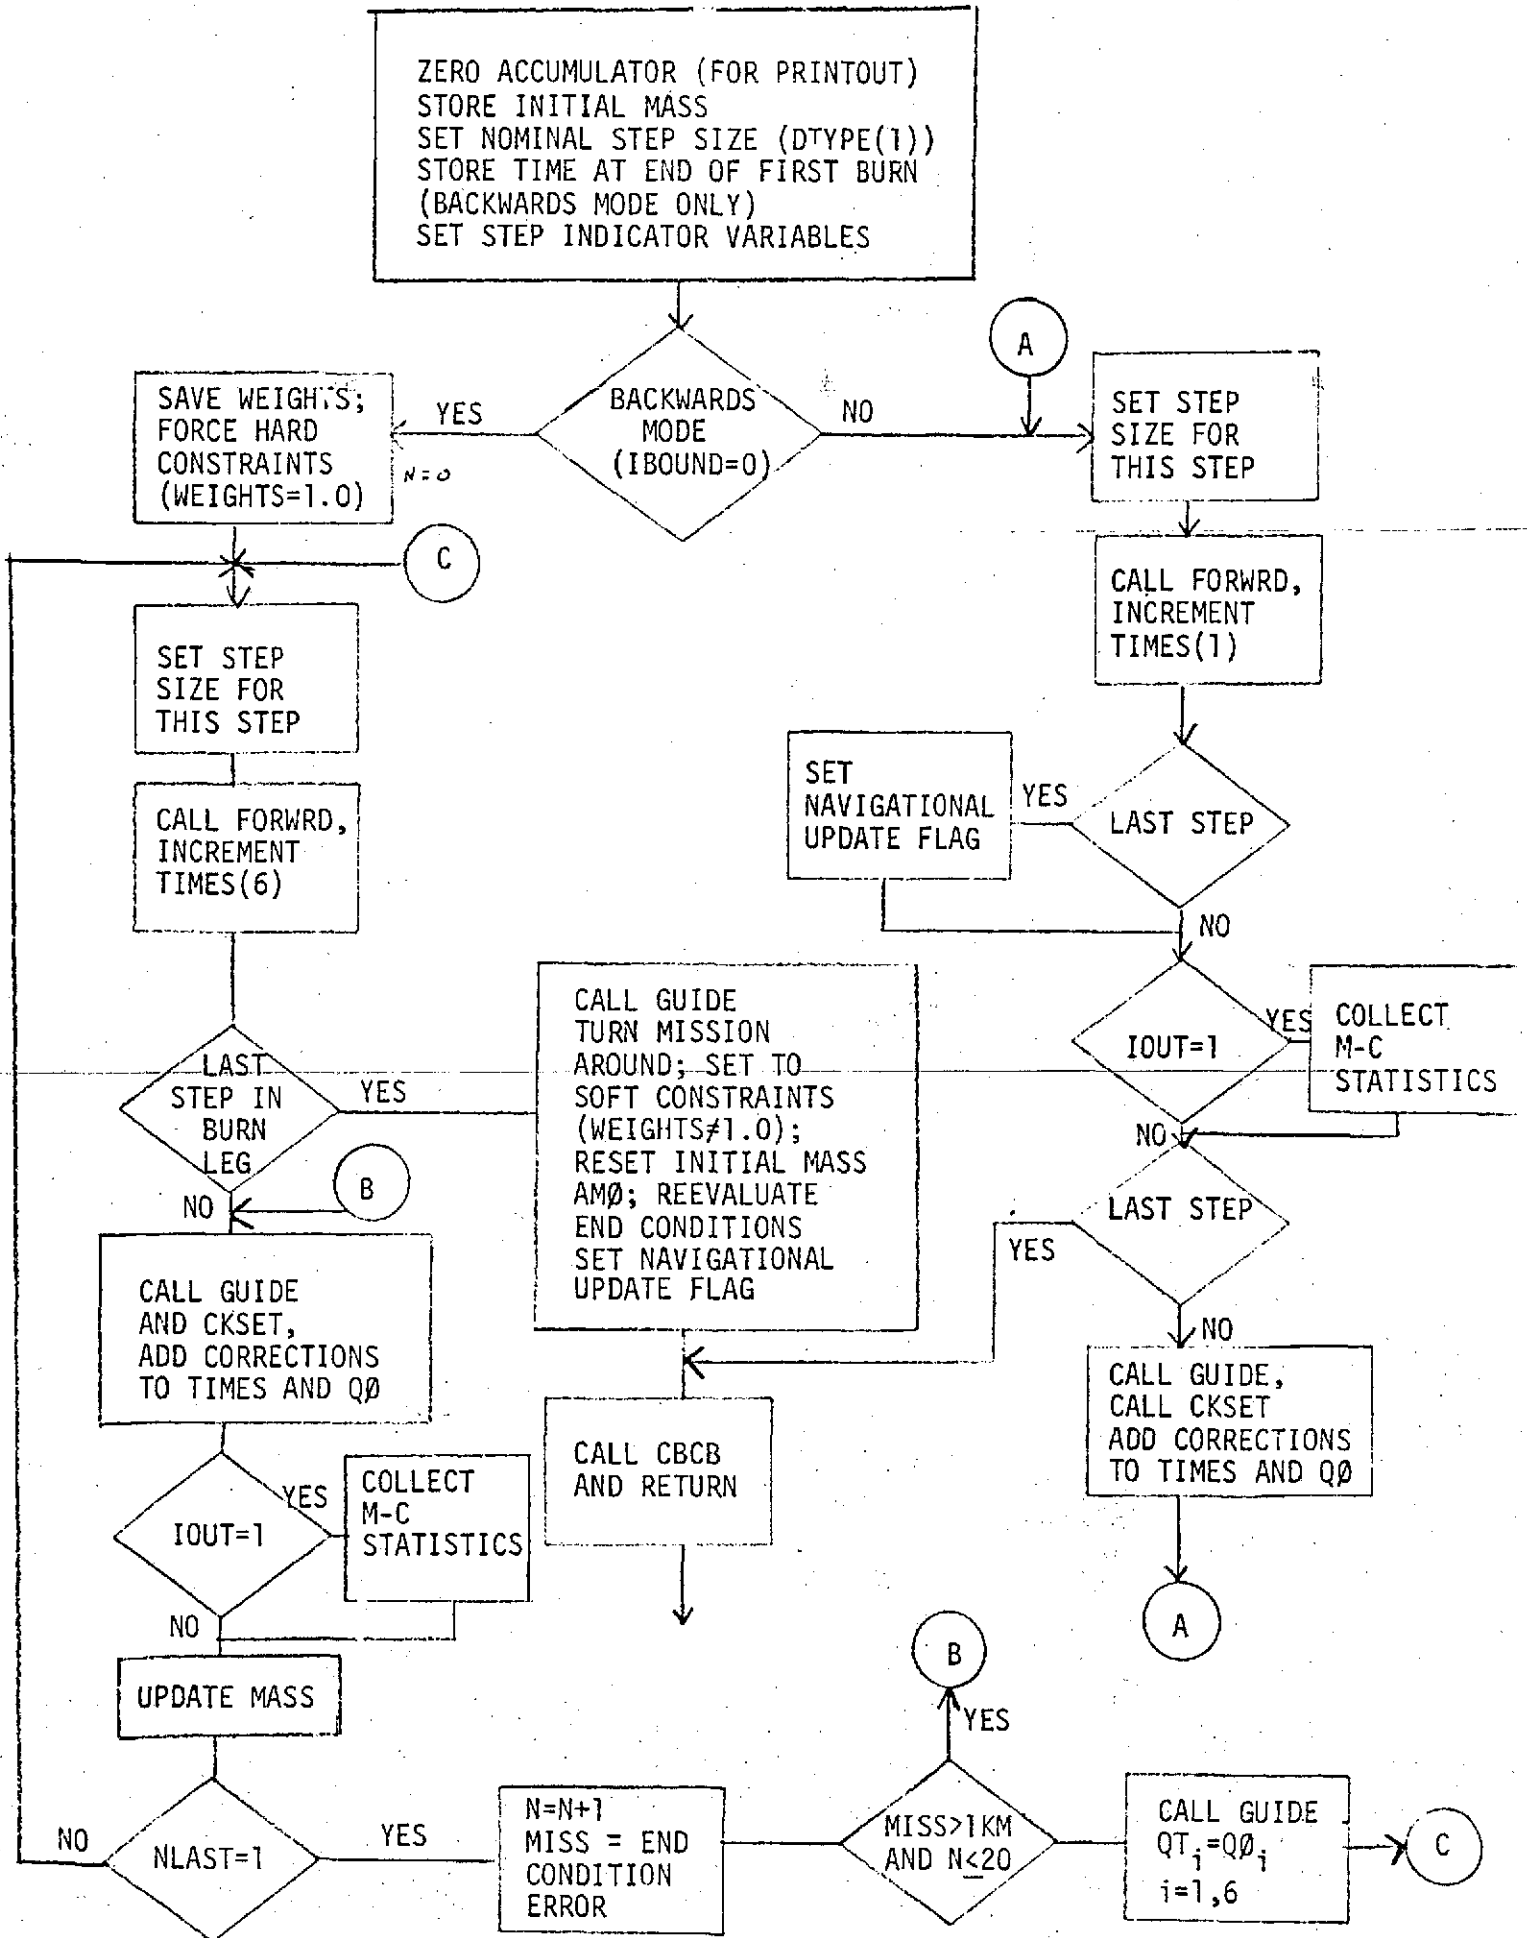 ZERO ACCUMULATOR (FOR PRINTOUT)
STORE INITIAL MASS
SET NOMINAL STEP SIZE (DTYPE(1))
STORE TIME AT END OF FIRST BURN
(BACKWARDS MODE ONLY)
SET STEP INDICATOR VARIABLES
BACKWARDS
MODE
(IBOUND=0)
YES
NO
SAVE WEIGHTS;
FORCE HARD
CONSTRAINTS
(WEIGHTS=1.0)
N=0
C
SET STEP
SIZE FOR
THIS STEP
CALL FORWRD,
INCREMENT
TIMES(6)
LAST
STEP IN
BURN
LEG
YES
NO
B
CALL GUIDE
AND CKSET,
ADD CORRECTIONS
TO TIMES AND QØ
IOUT=1
YES
COLLECT
M-C
STATISTICS
NO
UPDATE MASS
NLAST=1
NO
YES
N=N+1
MISS = END
CONDITION
ERROR
MISS>1KM
AND N≤20
YES
B
CALL GUIDE
QT_i=QØ_i
i=1,6
C
CALL GUIDE
TURN MISSION
AROUND; SET TO
SOFT CONSTRAINTS
(WEIGHTS≠1.0);
RESET INITIAL MASS
AMØ; REEVALUATE
END CONDITIONS
SET NAVIGATIONAL
UPDATE FLAG
CALL CBCB
AND RETURN
A
SET STEP
SIZE FOR
THIS STEP
CALL FORWRD,
INCREMENT
TIMES(1)
LAST STEP
YES
SET
NAVIGATIONAL
UPDATE FLAG
NO
IOUT=1
YES
COLLECT
M-C
STATISTICS
NO
LAST STEP
YES
NO
CALL GUIDE,
CALL CKSET
ADD CORRECTIONS
TO TIMES AND QØ
A